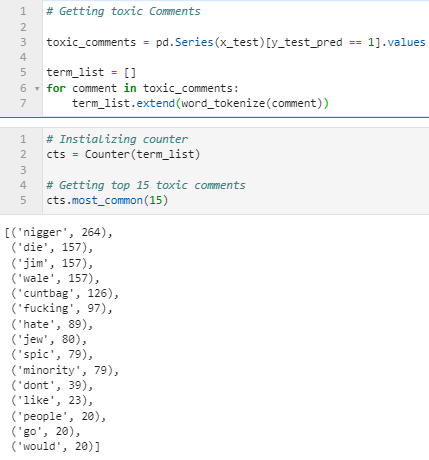 1 # Getting toxic Comments
2
3 toxic_comments = pd.Series(x_test)[y_test_pred == 1].values
4
5 term_list = []
6 for comment in toxic_comments:
7 term_list.extend(word_tokenize(comment))
1 # Instializing counter
2 cts = Counter(term_list)
3
4 # Getting top 15 toxic comments
5 cts.most_common(15)
[('nigger', 264),
('die', 157),
('jim', 157),
('wale', 157),
('cuntbag', 126),
('fucking', 97),
('hate', 89),
('jew', 80),
('spic', 79),
('minority', 79),
('dont', 39),
('like', 23),
('people', 20),
('go', 20),
('would', 20)]